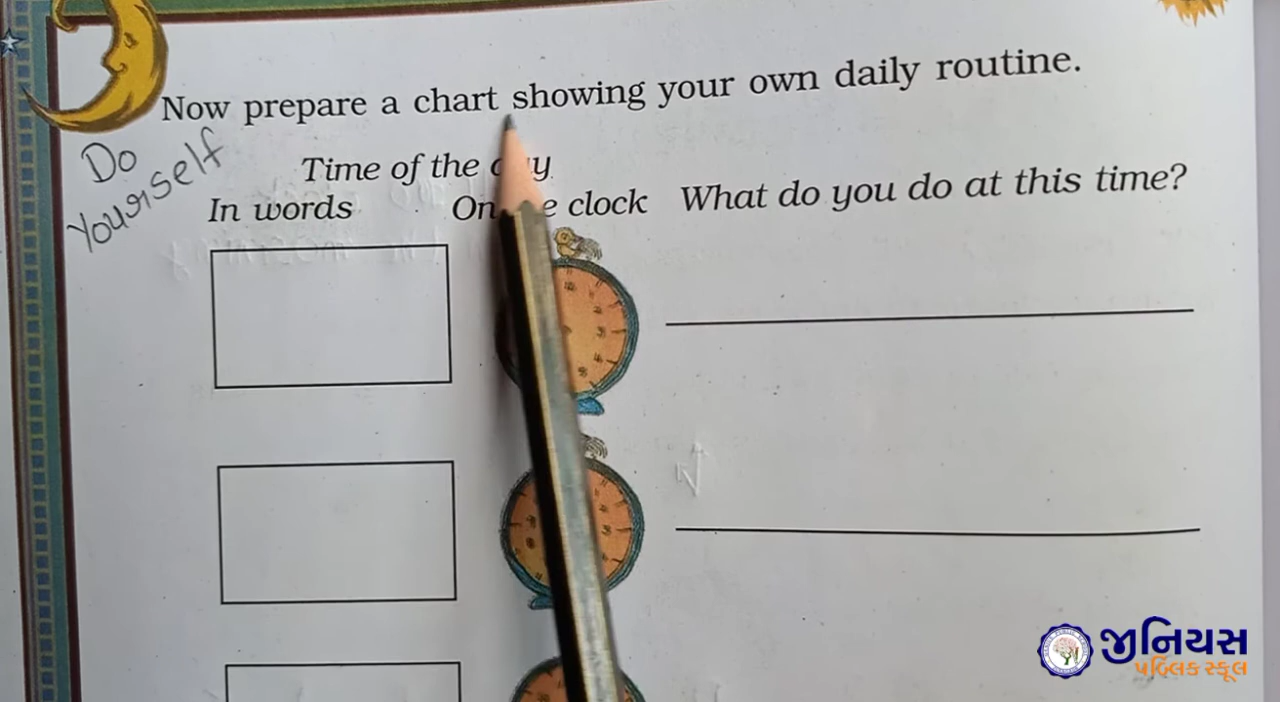 Now prepare a chart showing your own daily routine.
Do
Yourself
Time of the
In words
clock
What do you do at this time?
જીનિયસ
પબ્લિક સ્કૂલ